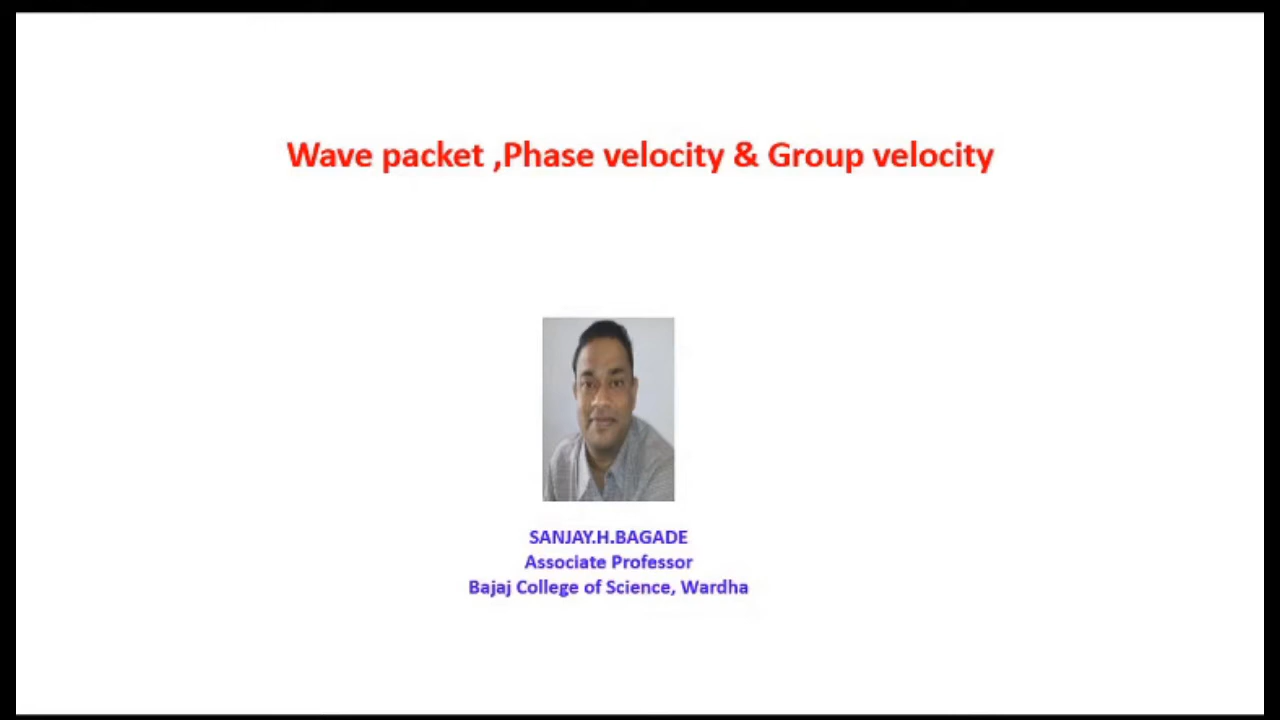 Wave packet ,Phase velocity & Group velocity
SANJAY.H.BAGADE
Associate Professor
Bajaj College of Science, Wardha